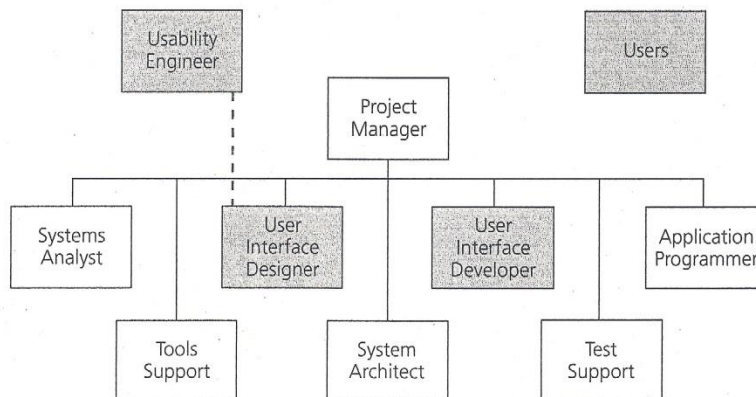 Usability
Engineer
Users
Project
Manager
Systems
Analyst
User
Interface
Designer
User
Interface
Developer
Application
Programmer
Tools
Support
System
Architect
Test
Support